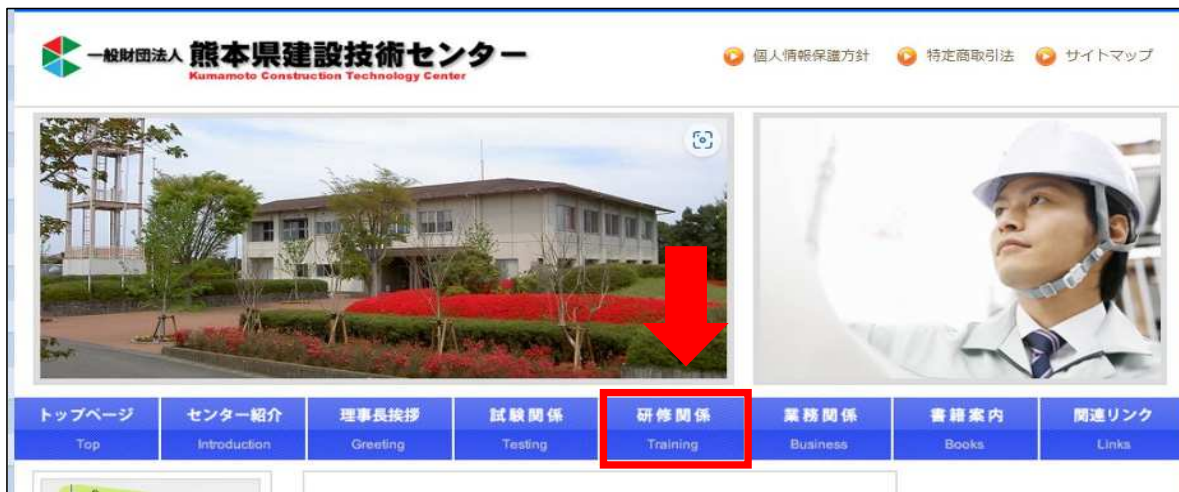 一般財団法人 熊本県建設技術センター
Kumamoto Construction Technology Center
個人情報保護方針 特定商取引法 サイトマップ
トップページ センター紹介 理事長挨拶 試験関係 研修関係 業務関係 書籍案内 関連リンク
Top Introduction Greeting Testing Training Business Books Links